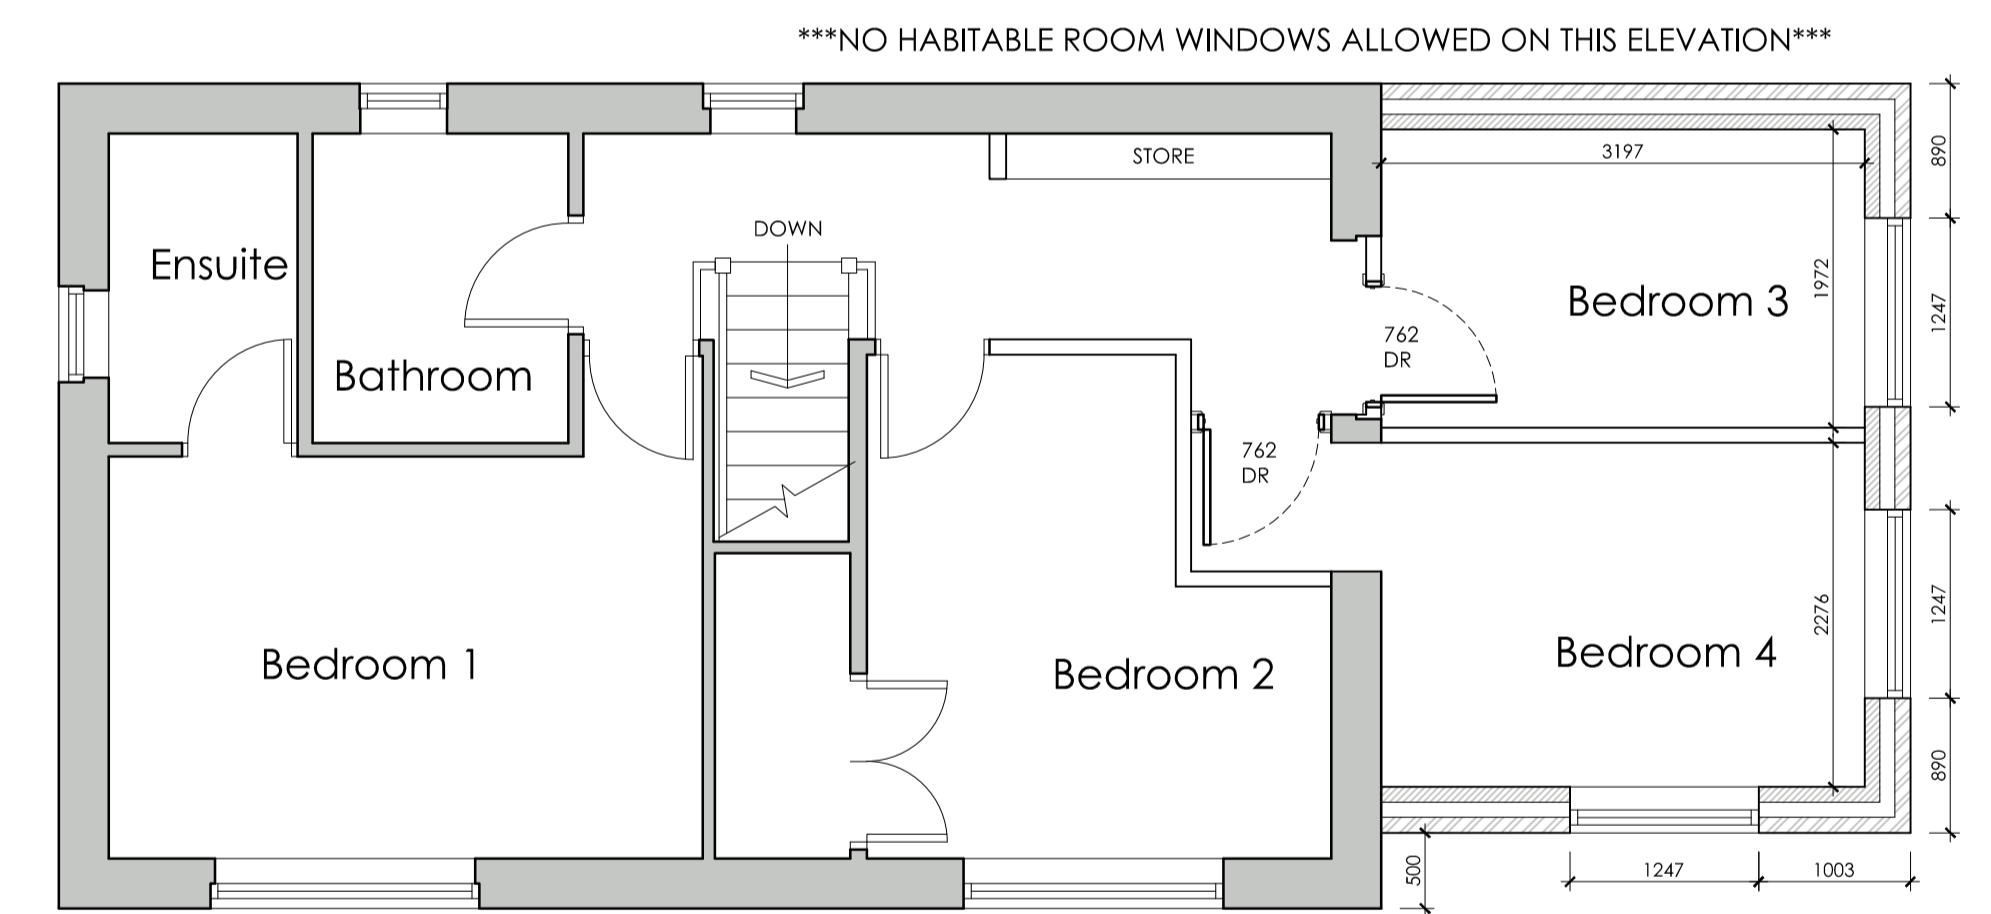 ***NO HABITABLE ROOM WINDOWS ALLOWED ON THIS ELEVATION***
STORE
3197
890
DOWN
Ensuite
1972
Bedroom 3
1247
762
DR
Bathroom
762
DR
2276
1247
Bedroom 1
Bedroom 2
Bedroom 4
890
500
1247
1003